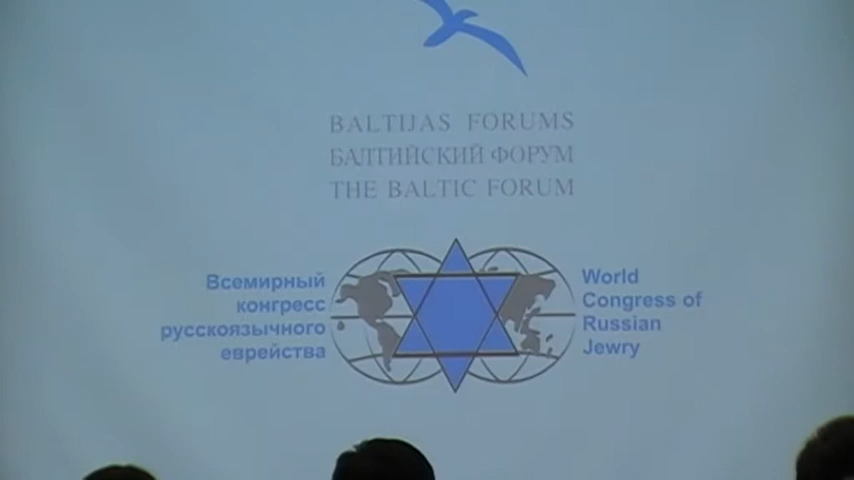 BALTIJAS FORUMS
БАЛТИЙСКИЙ ФОРУМ
THE BALTIC FORUM
Всемирный
конгресс
русскоязычного
еврейства
World
Congress of
Russian
Jewry